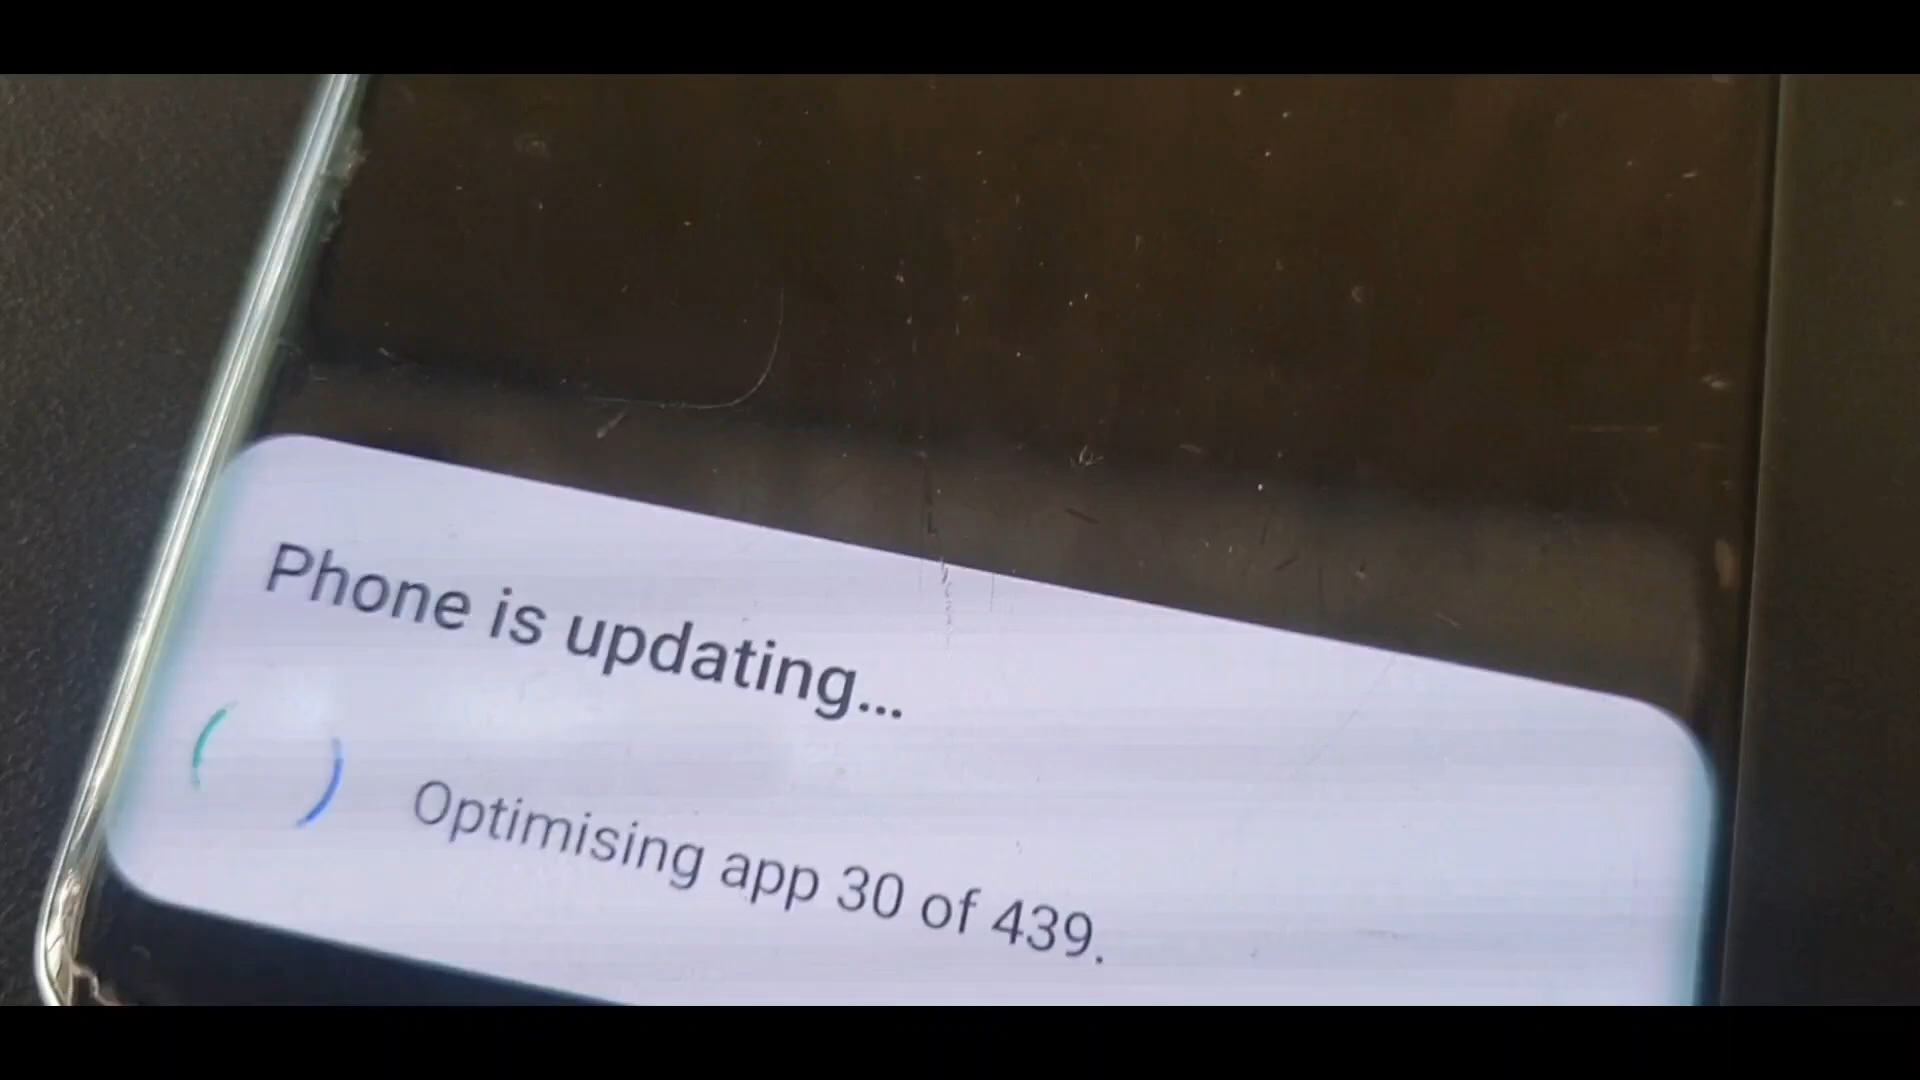 Phone is updating...
Optimising app 30 of 439.